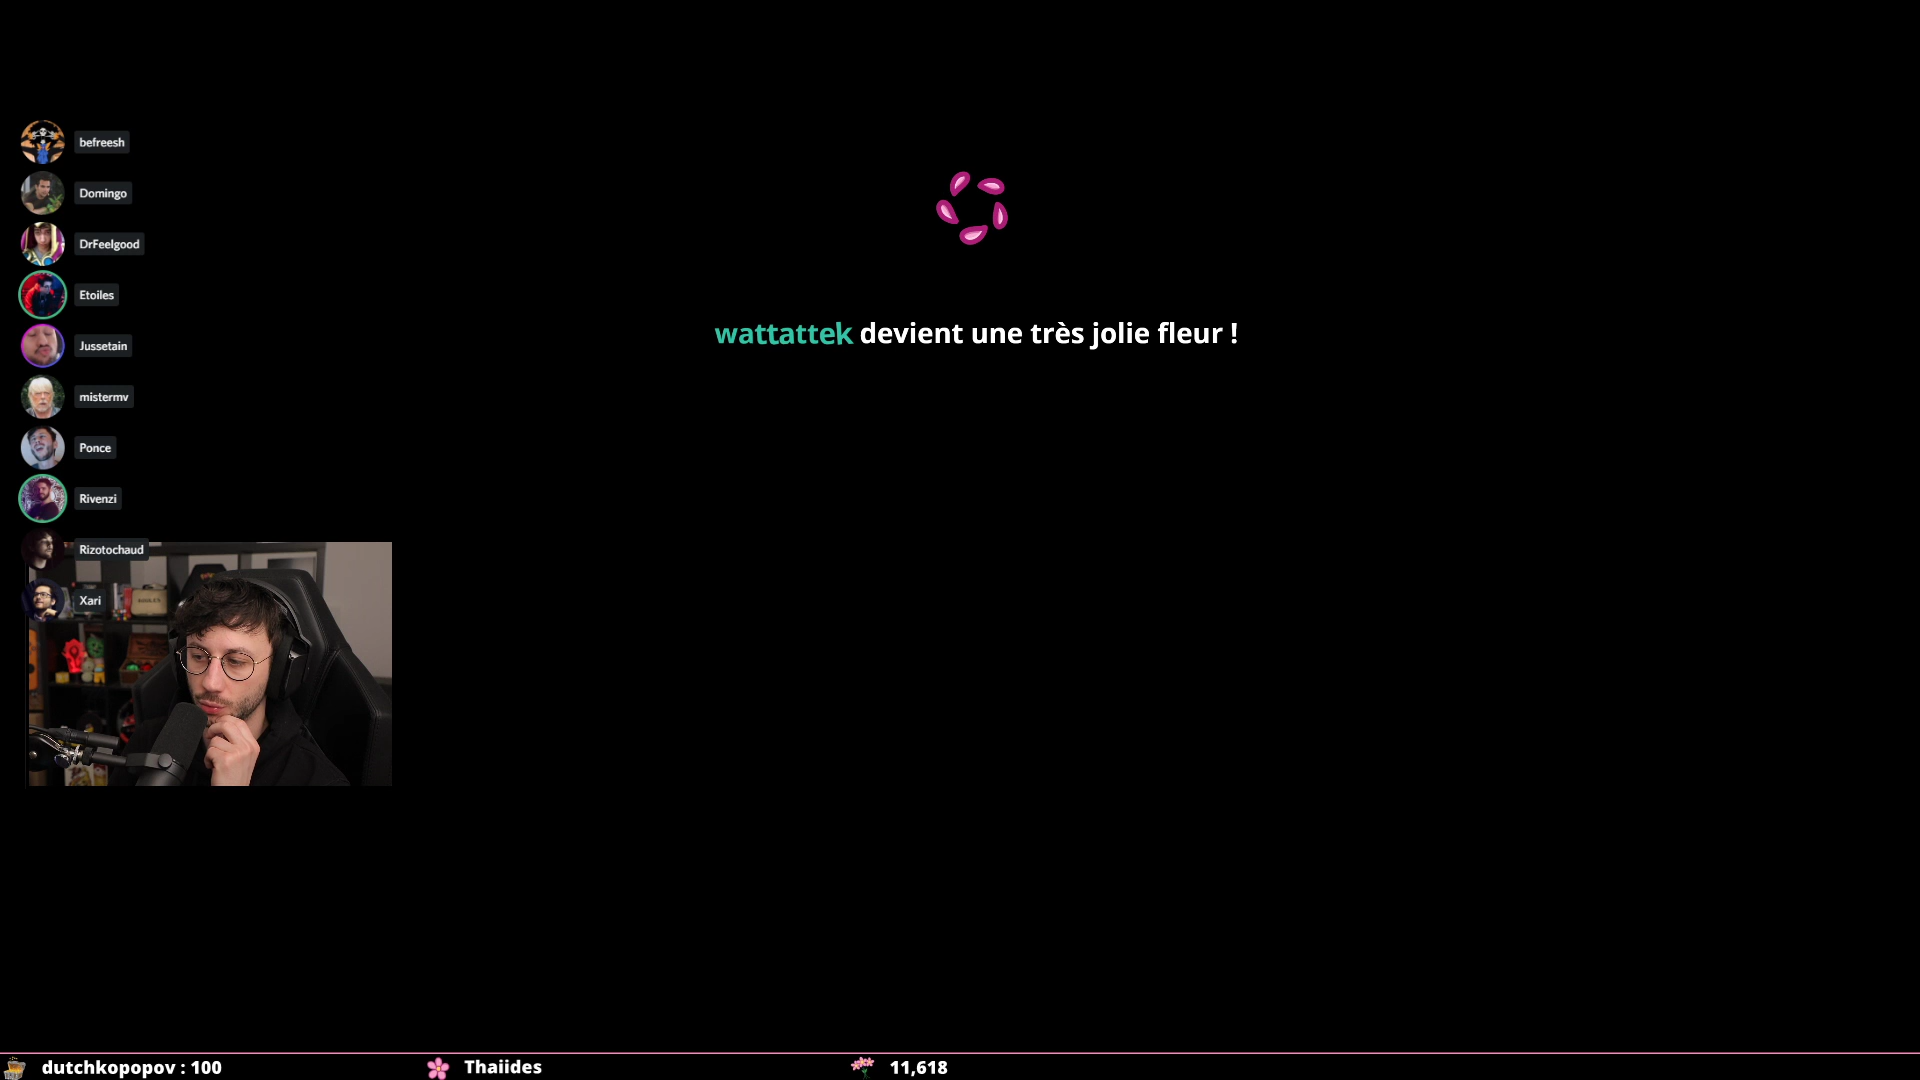 befreesh
Domingo
DrFeelgood
Etoiles
Jussetain
mistermv
Ponce
Rivenzi
Rizotochaud
Xari
wattattek devient une très jolie fleur !
dutchkopopov : 100
Thaiides
11,618